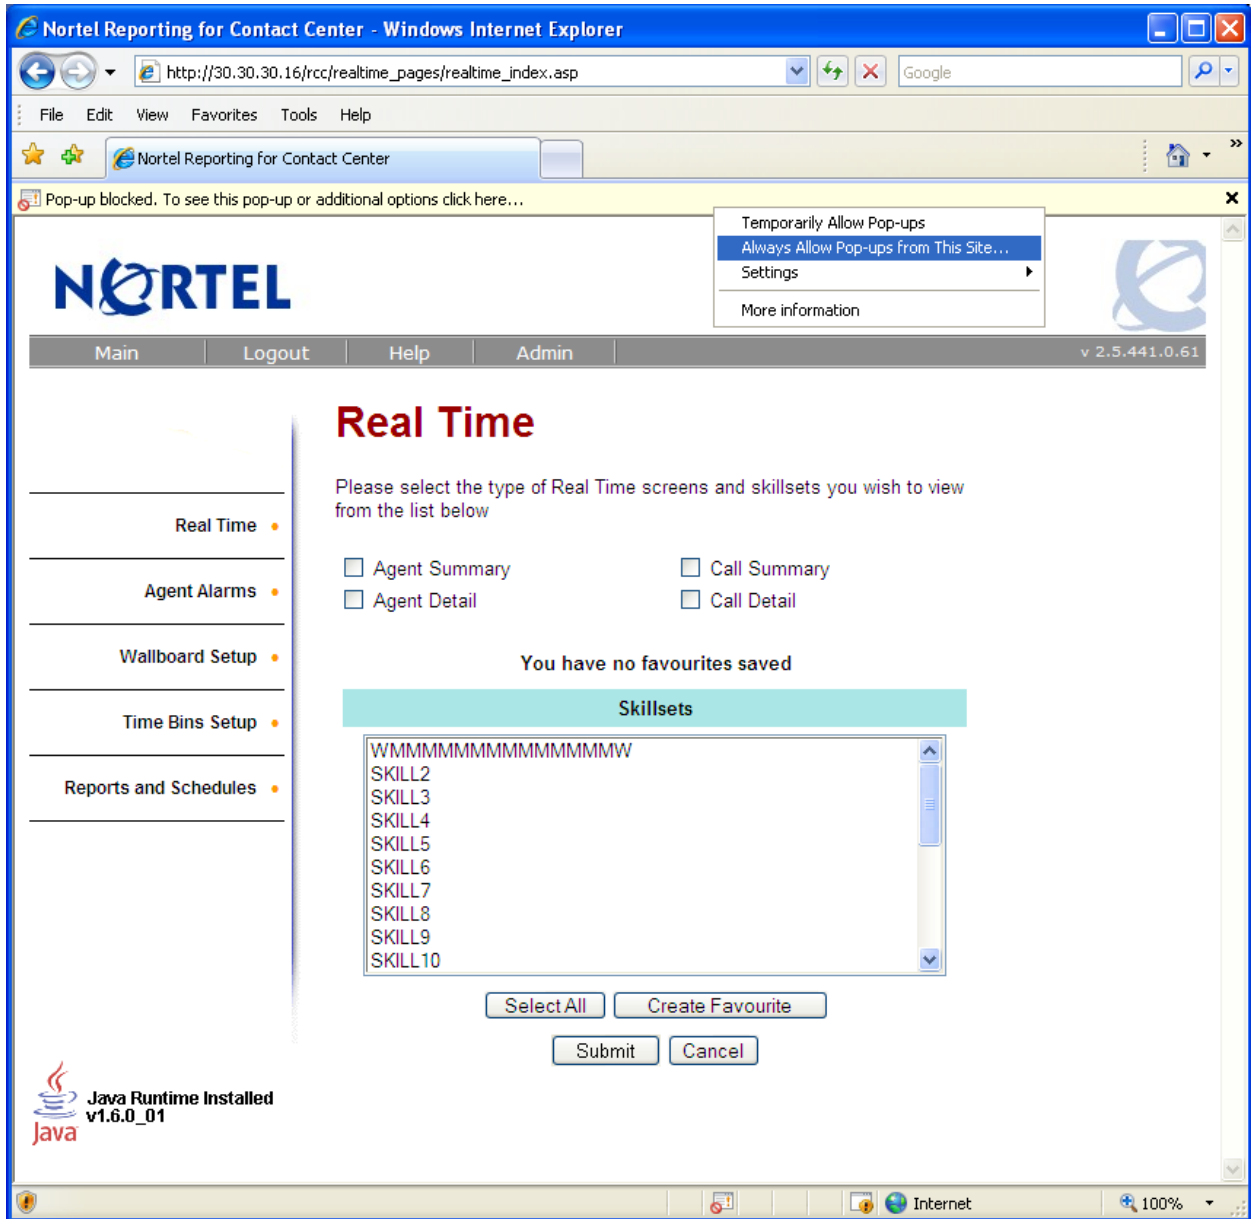 Nortel Reporting for Contact Center - Windows Internet Explorer
http://30.30.30.16/rcc/realtime_pages/realtime_index.asp
Google
File Edit View Favorites Tools Help
Nortel Reporting for Contact Center
Pop-up blocked. To see this pop-up or additional options click here...
Temporarily Allow Pop-ups
Always Allow Pop-ups from This Site...
Settings
More information
NORTEL
Main Logout Help Admin v 2.5.441.0.61
Real Time
Please select the type of Real Time screens and skillsets you wish to view
from the list below
Real Time
Agent Alarms
Wallboard Setup
Time Bins Setup
Reports and Schedules
Agent Summary Call Summary
Agent Detail Call Detail
You have no favourites saved
Skillsets
WMMMMMMMMMMMMMMW
SKILL2
SKILL3
SKILL4
SKILL5
SKILL6
SKILL7
SKILL8
SKILL9
SKILL10
Select All Create Favourite
Submit Cancel
Java Runtime Installed
v1.6.0_01
Java
Internet 100%